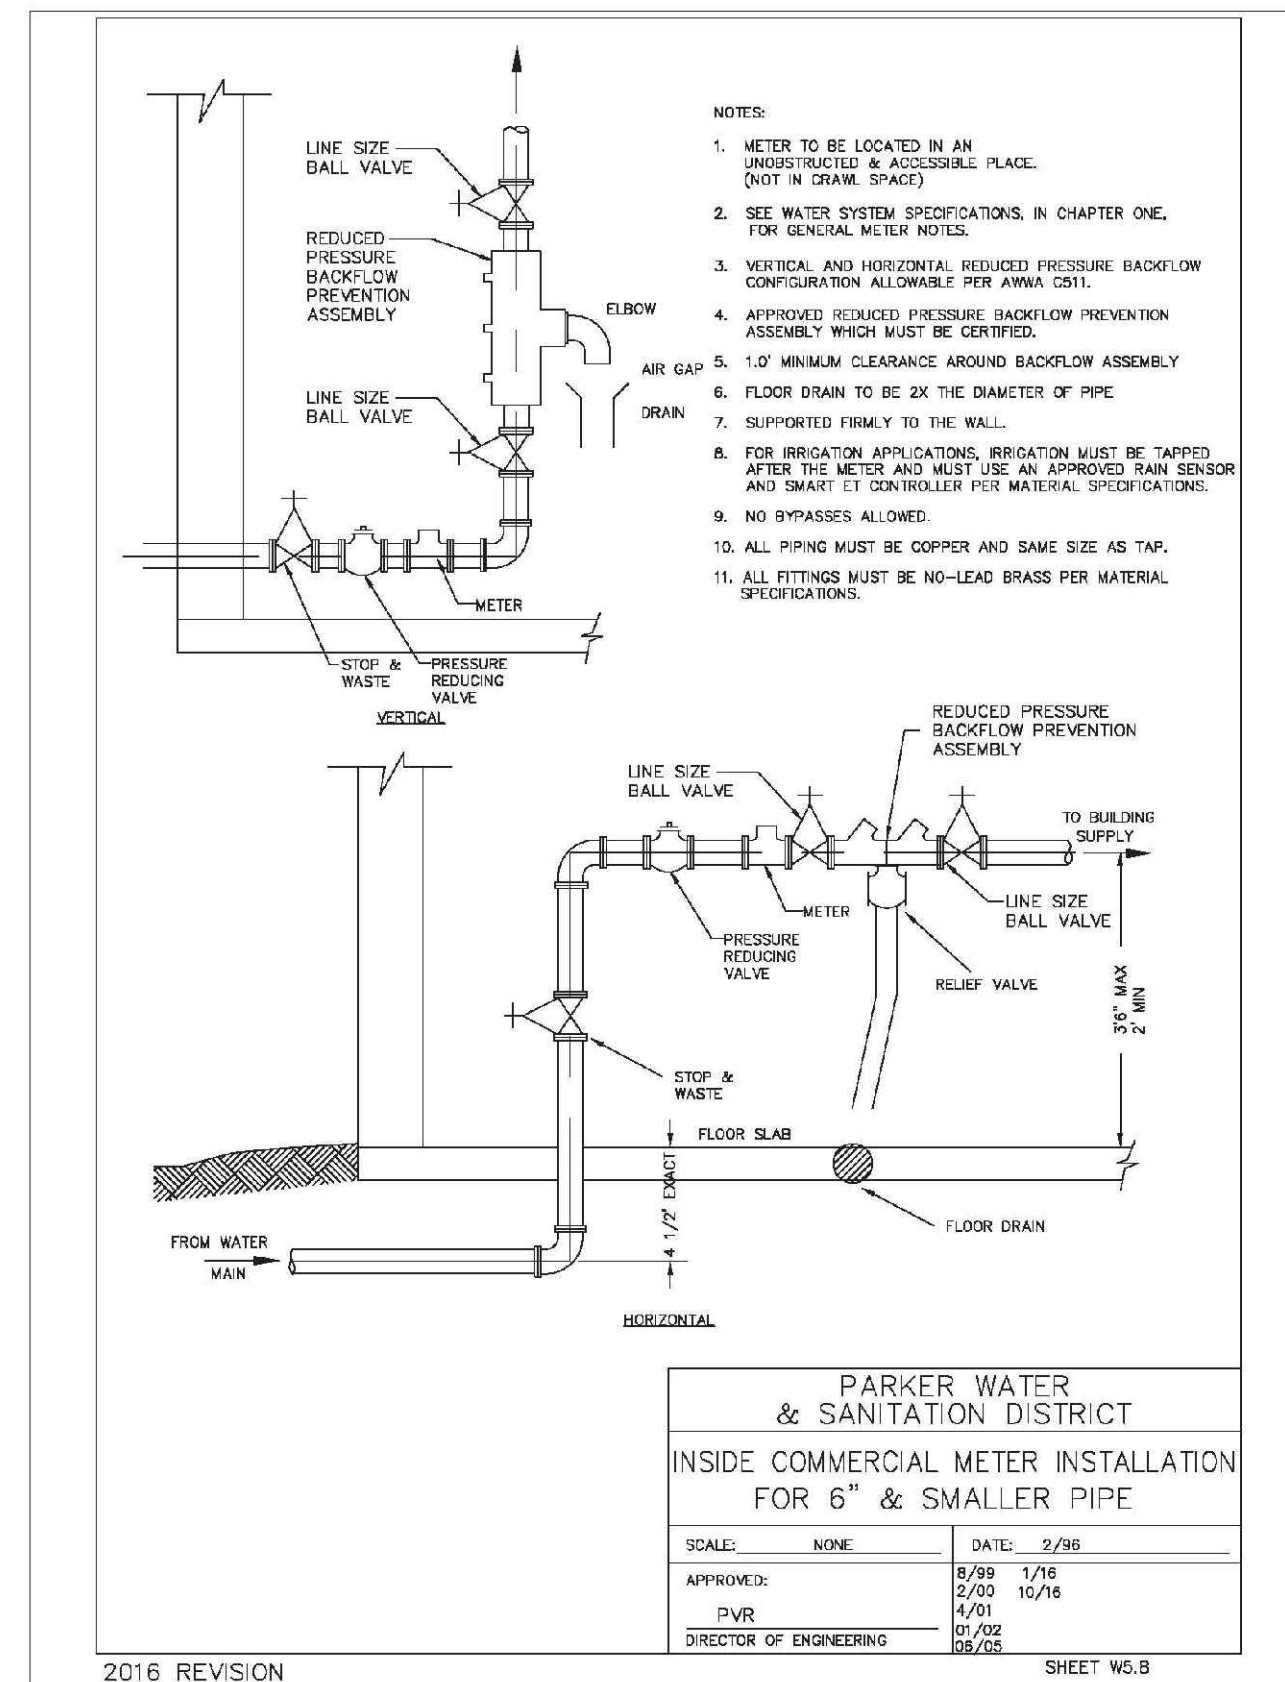 LINE SIZE
BALL VALVE
REDUCED
PRESSURE
BACKFLOW
PREVENTION
ASSEMBLY
ELBOW
AIR GAP
DRAIN
LINE SIZE
BALL VALVE
METER
STOP &
WASTE
PRESSURE
REDUCING
VALVE
VERTICAL
NOTES:
1. METER TO BE LOCATED IN AN
UNOBSTRUCTED & ACCESSIBLE PLACE.
(NOT IN CRAWL SPACE)
2. SEE WATER SYSTEM SPECIFICATIONS, IN CHAPTER ONE,
FOR GENERAL METER NOTES.
3. VERTICAL AND HORIZONTAL REDUCED PRESSURE BACKFLOW
CONFIGURATION ALLOWABLE PER AWWA C511.
4. APPROVED REDUCED PRESSURE BACKFLOW PREVENTION
ASSEMBLY WHICH MUST BE CERTIFIED.
5. 1.0' MINIMUM CLEARANCE AROUND BACKFLOW ASSEMBLY
6. FLOOR DRAIN TO BE 2X THE DIAMETER OF PIPE
7. SUPPORTED FIRMLY TO THE WALL.
8. FOR IRRIGATION APPLICATIONS, IRRIGATION MUST BE TAPPED
AFTER THE METER AND MUST USE AN APPROVED RAIN SENSOR
AND SMART ET CONTROLLER PER MATERIAL SPECIFICATIONS.
9. NO BYPASSES ALLOWED.
10. ALL PIPING MUST BE COPPER AND SAME SIZE AS TAP.
11. ALL FITTINGS MUST BE NO-LEAD BRASS PER MATERIAL
SPECIFICATIONS.
REDUCED PRESSURE
BACKFLOW PREVENTION
ASSEMBLY
LINE SIZE
BALL VALVE
TO BUILDING
SUPPLY
METER
LINE SIZE
BALL VALVE
PRESSURE
REDUCING
VALVE
RELIEF VALVE
3'6" MAX
2' MIN
STOP &
WASTE
FLOOR SLAB
4 1/2' EXACT
FLOOR DRAIN
FROM WATER
MAIN
HORIZONTAL
PARKER WATER
& SANITATION DISTRICT
INSIDE COMMERCIAL METER INSTALLATION
FOR 6" & SMALLER PIPE
SCALE: NONE
DATE: 2/96
APPROVED:
PVR
DIRECTOR OF ENGINEERING
8/99 1/16
2/00 10/16
4/01
01/02
06/05
2016 REVISION
SHEET W5.8